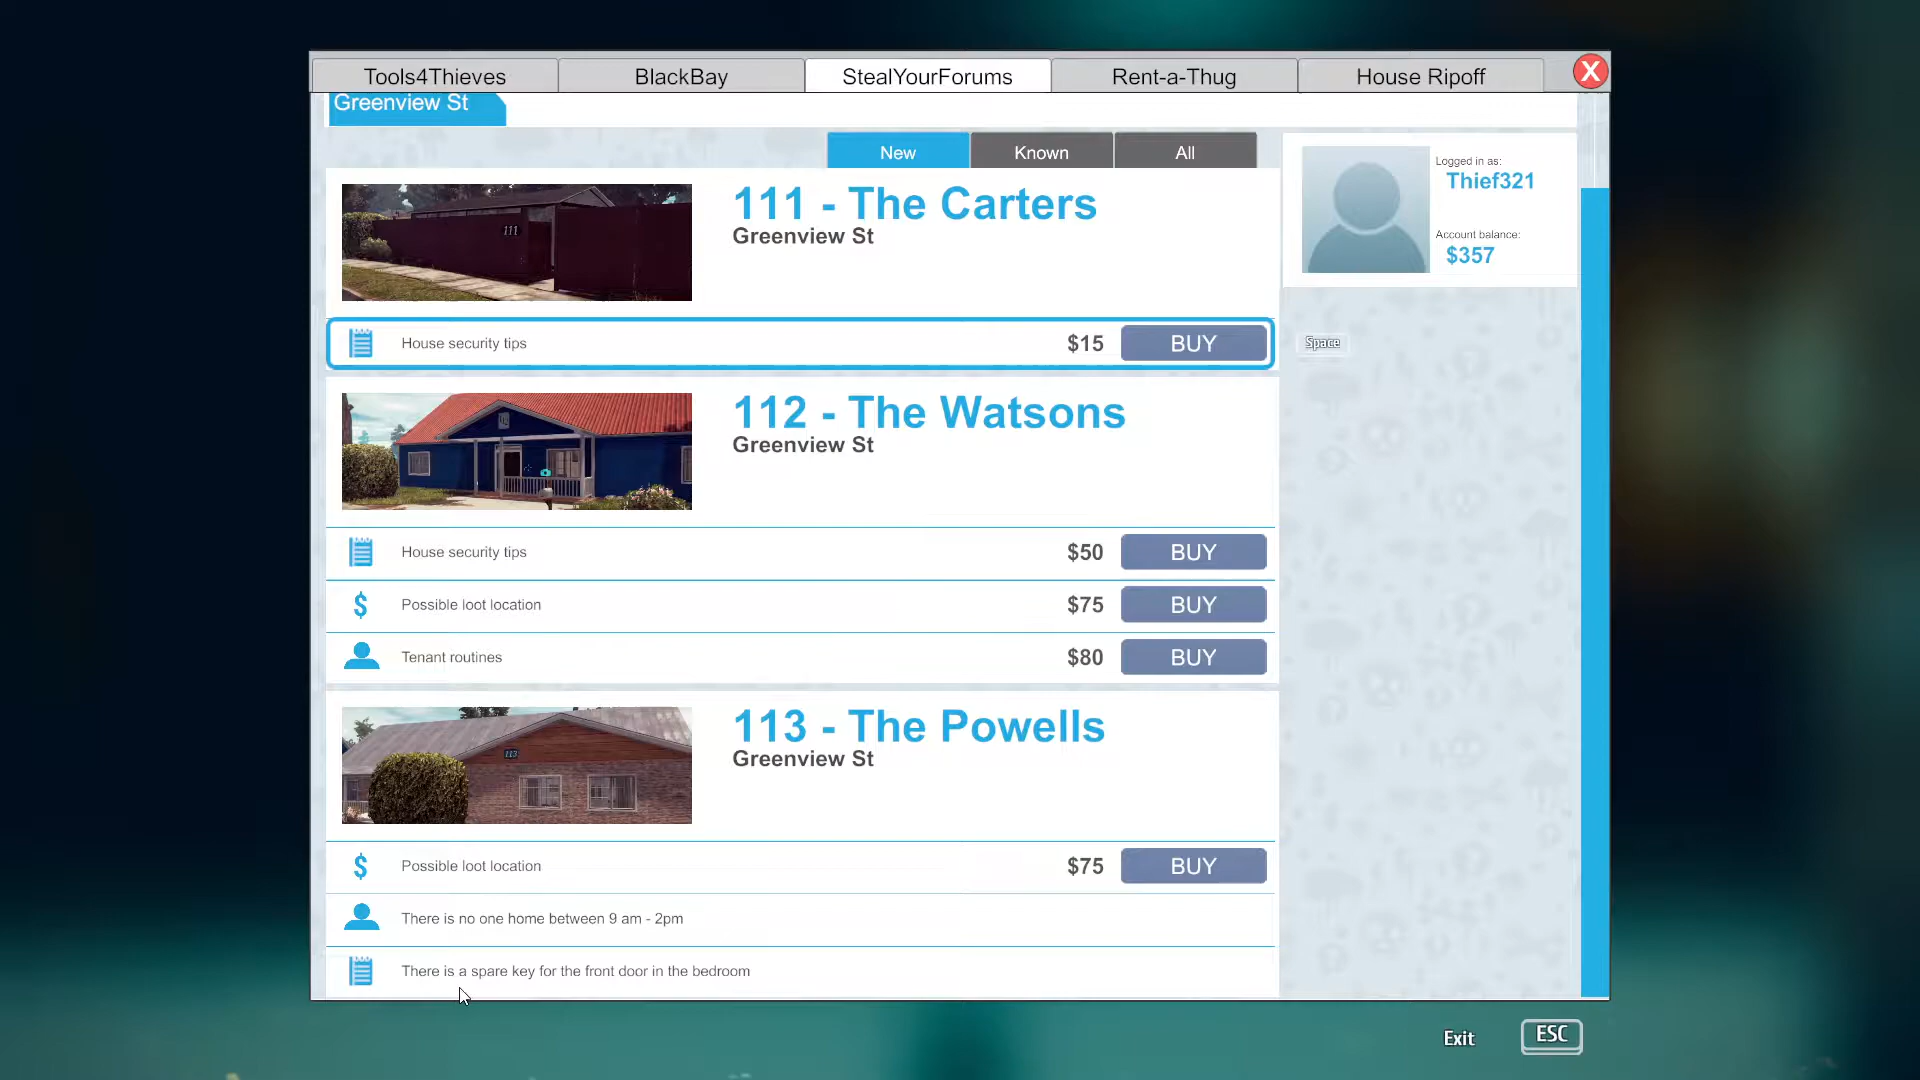 Tools4Thieves
BlackBay
StealYourForums
Rent-a-Thug
House Ripoff
X
Greenview St
New
Known
All
Logged in as:
Thief321
Account balance:
$357
111
111 - The Carters
Greenview St
House security tips
$15
BUY
Space
112 - The Watsons
Greenview St
House security tips
$50
BUY
$
Possible loot location
$75
BUY
Tenant routines
$80
BUY
113
113 - The Powells
Greenview St
$
Possible loot location
$75
BUY
There is no one home between 9 am - 2pm
There is a spare key for the front door in the bedroom
Exit
ESC